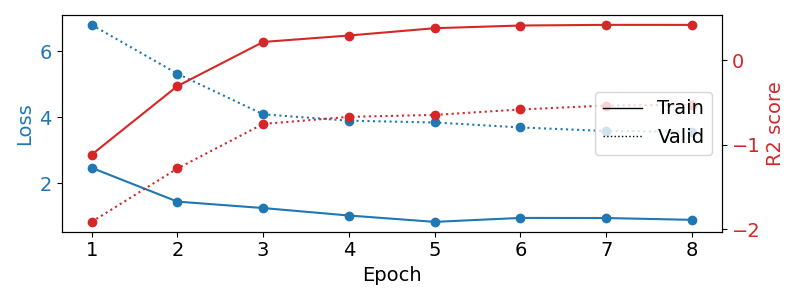 6
4
2
Loss
0
−1
−2
R2 score
Train
Valid
1 2 3 4 5 6 7 8
Epoch